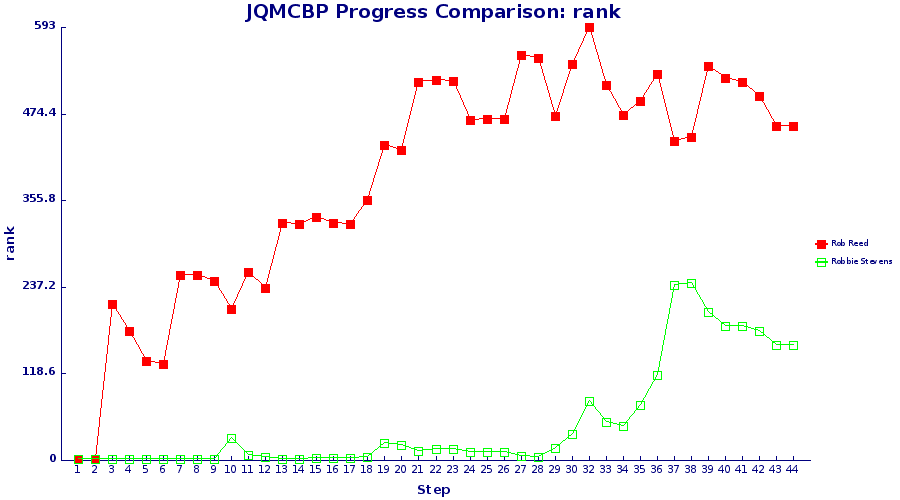 JQMCBP Progress Comparison: rank
593
474.4
355.8
237.2
118.6
0
rank
1 2 3 4 5 6 7 8 9 10 11 12 13 14 15 16 17 18 19 20 21 22 23 24 25 26 27 28 29 30 32 33 34 35 36 37 38 39 40 41 42 43 44
Step
Rob Reed
Robbie Stevens